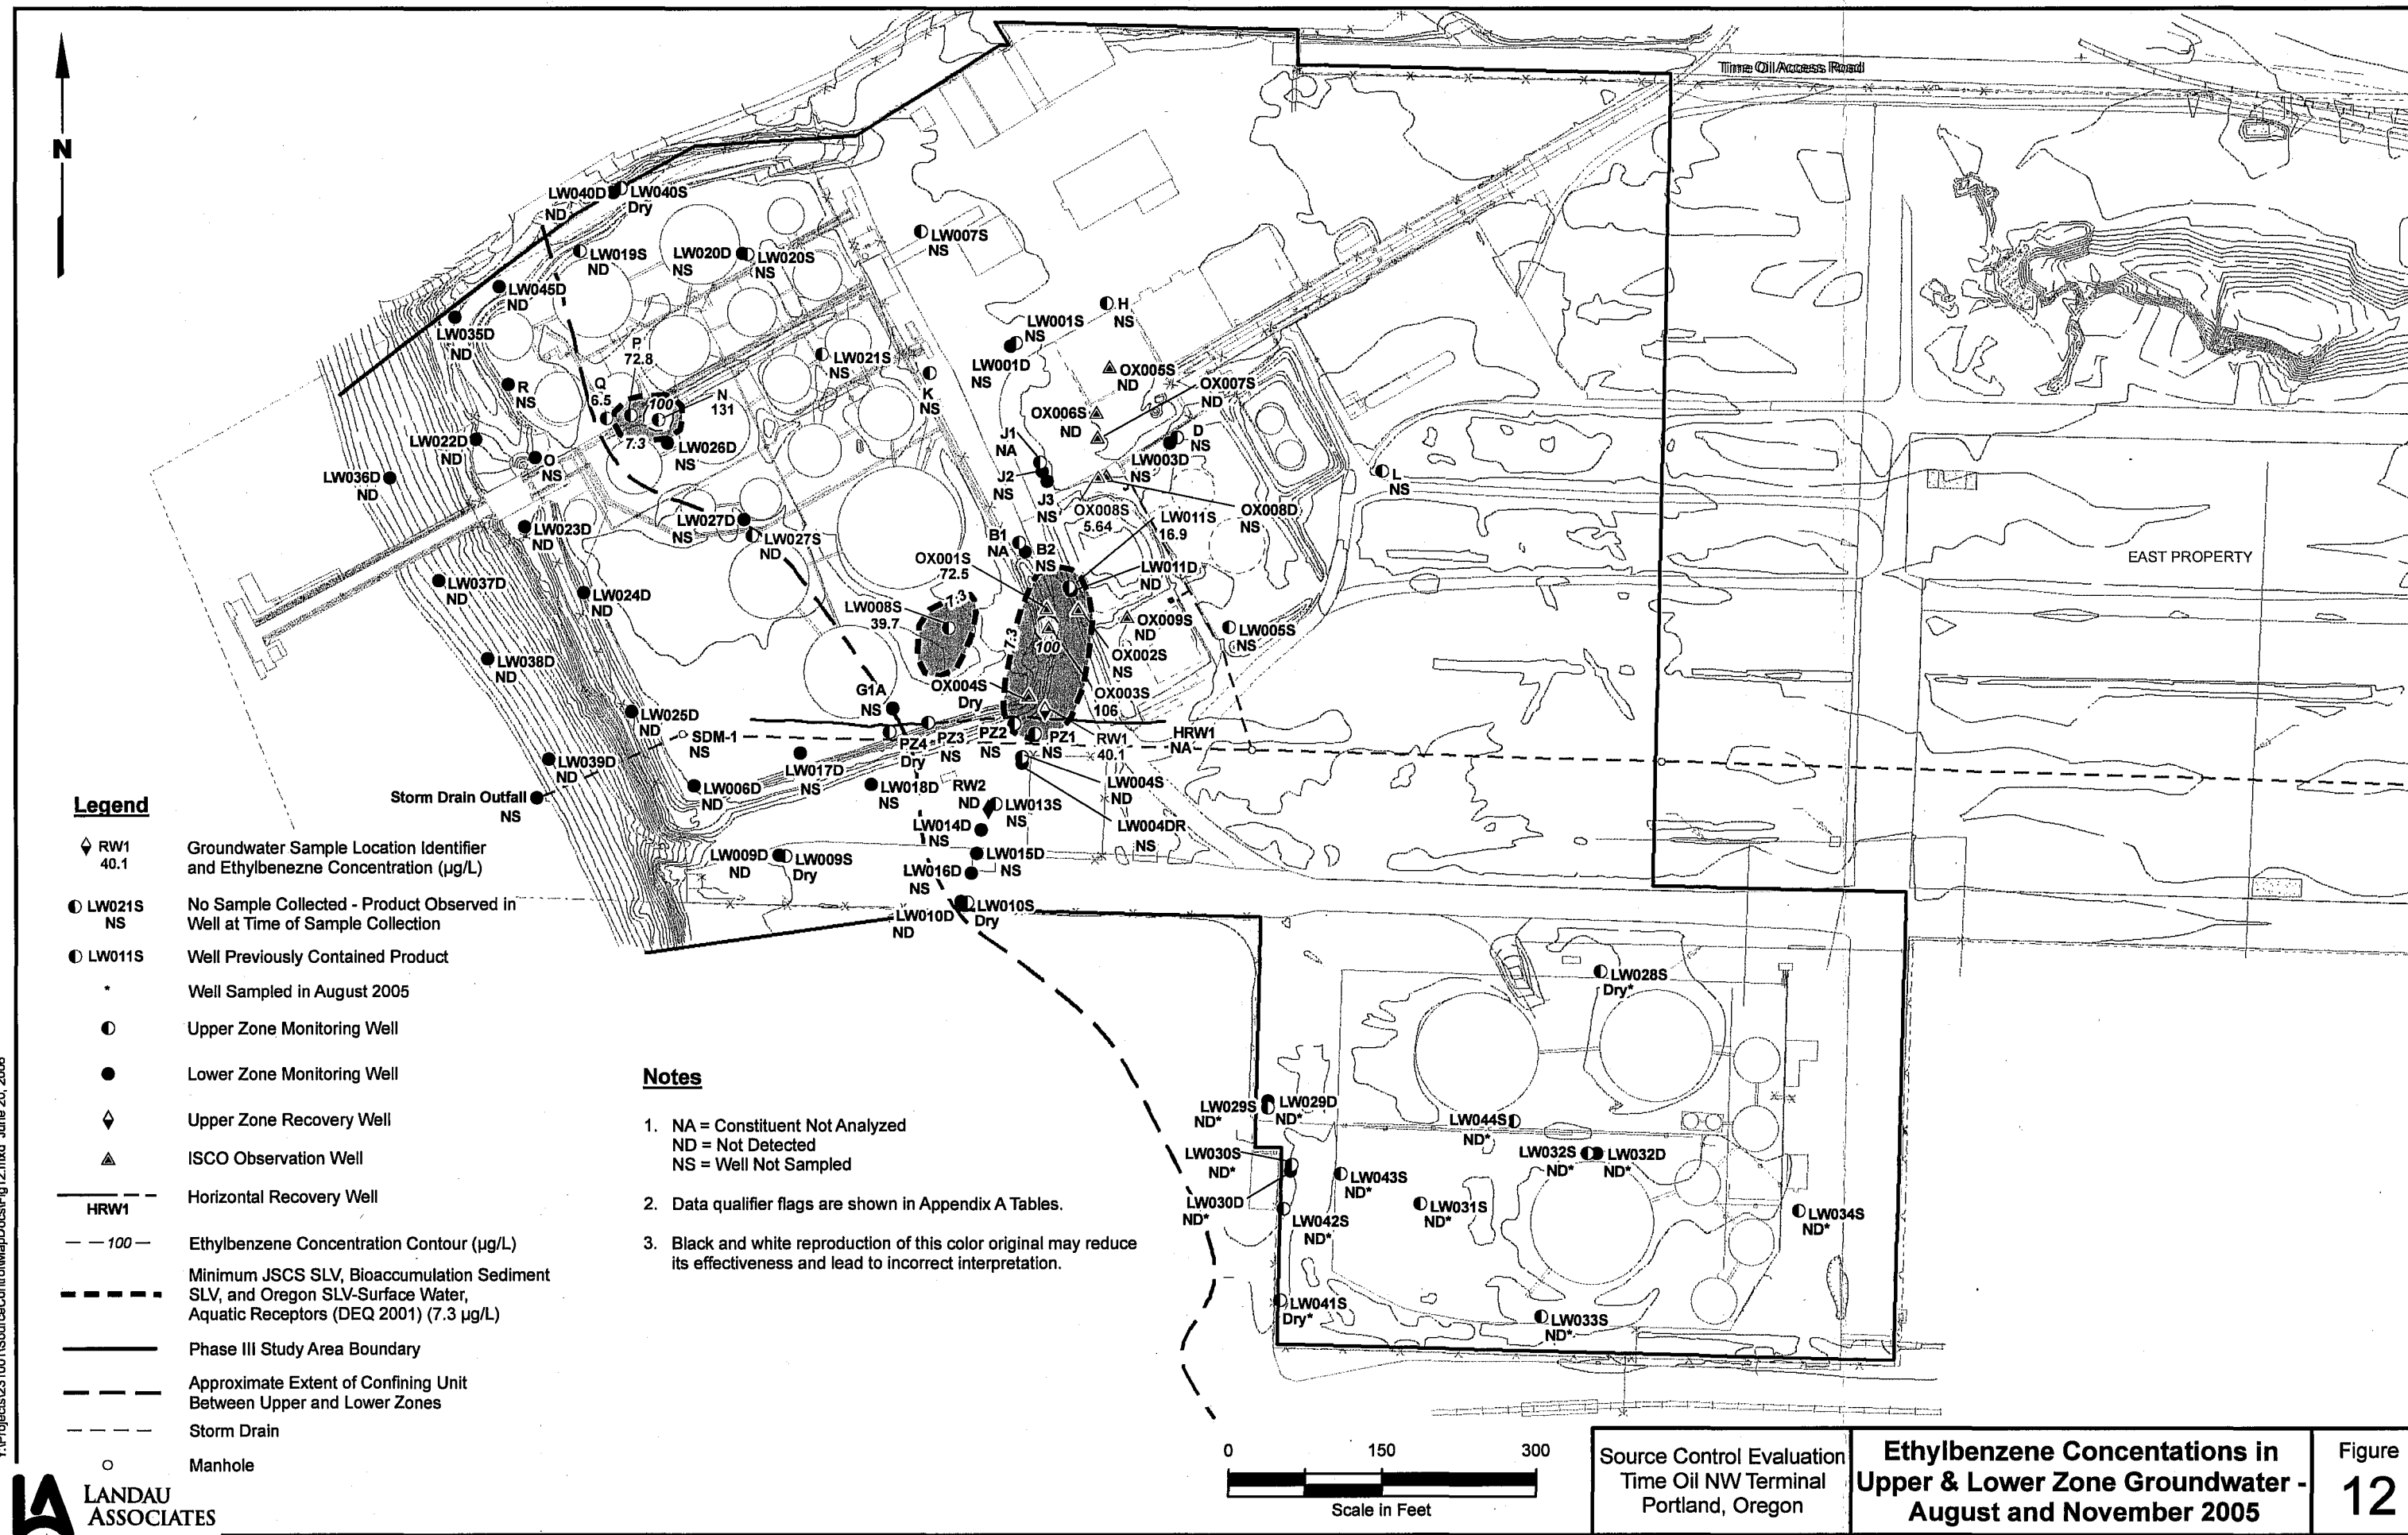 Time Oil Access Road
N
LW040D
ND
LW040S
Dry
LW019S
ND
LW020D
NS
LW020S
NS
LW007S
NS
LW045D
ND
LW035D
ND
H
NS
LW001S
NS
LW001D
NS
P
72.8
LW021S
NS
K
NS
OX005S
ND
OX007S
ND
R
NS
Q
6.5
100
N
131
7.3
LW026D
NS
OX006S
ND
J1
NA
D
NS
LW003D
NS
LW022D
ND
O
NS
LW036D
ND
J2
NS
J3
NS
L
NS
OX008S
5.64
OX008D
NS
LW011S
16.9
LW023D
ND
LW027D
NS
LW027S
ND
B1
NA
B2
NS
OX001S
72.5
LW011D
ND
EAST PROPERTY
LW037D
ND
LW024D
ND
LW008S
39.7
7.3
7.3
100
OX009S
ND
LW005S
NS
OX002S
NS
LW038D
ND
G1A
NS
OX004S
Dry
OX003S
106
LW025D
ND
SDM-1
NS
PZ4
Dry
PZ3
NS
PZ2
NS
PZ1
NS
RW1
40.1
HRW1
NA
LW039D
ND
LW017D
NS
LW006D
ND
LW018D
NS
RW2
ND
LW013S
NS
LW004S
ND
Storm Drain Outfall
NS
LW014D
NS
LW004DR
NS
LW009D
ND
LW009S
Dry
LW015D
NS
LW016D
NS
LW010D
ND
LW010S
Dry
LW028S
Dry*
LW029S
ND*
LW029D
ND*
LW044S
ND*
LW030S
ND*
LW032S
ND*
LW032D
ND*
LW043S
ND*
LW030D
ND*
LW031S
ND*
LW042S
ND*
LW034S
ND*
LW041S
Dry*
LW033S
ND*
Legend
RW1
40.1
Groundwater Sample Location Identifier
and Ethylbenezne Concentration (µg/L)
LW021S
NS
No Sample Collected - Product Observed in
Well at Time of Sample Collection
LW011S
Well Previously Contained Product
*
Well Sampled in August 2005
Upper Zone Monitoring Well
Lower Zone Monitoring Well
Upper Zone Recovery Well
ISCO Observation Well
HRW1
Horizontal Recovery Well
100
Ethylbenzene Concentration Contour (µg/L)
Minimum JSCS SLV, Bioaccumulation Sediment
SLV, and Oregon SLV-Surface Water,
Aquatic Receptors (DEQ 2001) (7.3 µg/L)
Phase III Study Area Boundary
Approximate Extent of Confining Unit
Between Upper and Lower Zones
Storm Drain
Manhole
Notes
1. NA = Constituent Not Analyzed
ND = Not Detected
NS = Well Not Sampled
2. Data qualifier flags are shown in Appendix A Tables.
3. Black and white reproduction of this color original may reduce
its effectiveness and lead to incorrect interpretation.
LANDAU
ASSOCIATES
0 150 300
Scale in Feet
Source Control Evaluation
Time Oil NW Terminal
Portland, Oregon
Ethylbenzene Concentations in
Upper & Lower Zone Groundwater -
August and November 2005
Figure
12